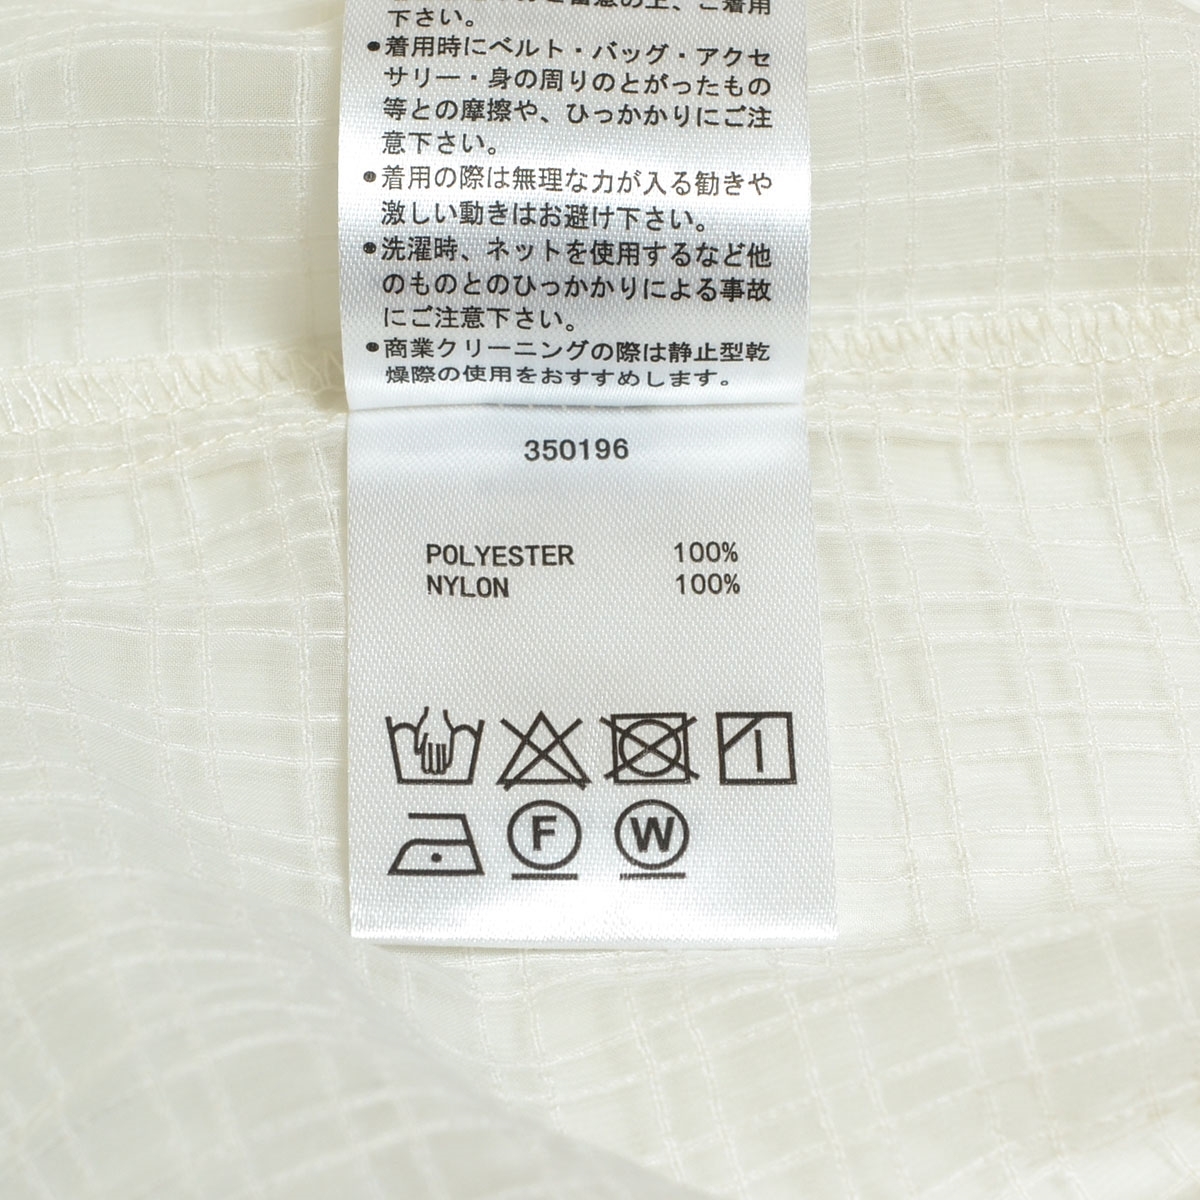 の上、ご着用
下さい。
●着用時にベルト・バッグ・アクセ
サリー・身の周りのとがったもの
等との摩擦や、ひっかかりにご注
意下さい。
●着用の際は無理な力が入る動きや
激しい動きはお避け下さい。
●洗濯時、ネットを使用するなど他
のものとのひっかかりによる事故
にご注意下さい。
●商業クリーニングの際は静止型乾
燥際の使用をおすすめします。
350196
POLYESTER 100%
NYLON 100%
F W